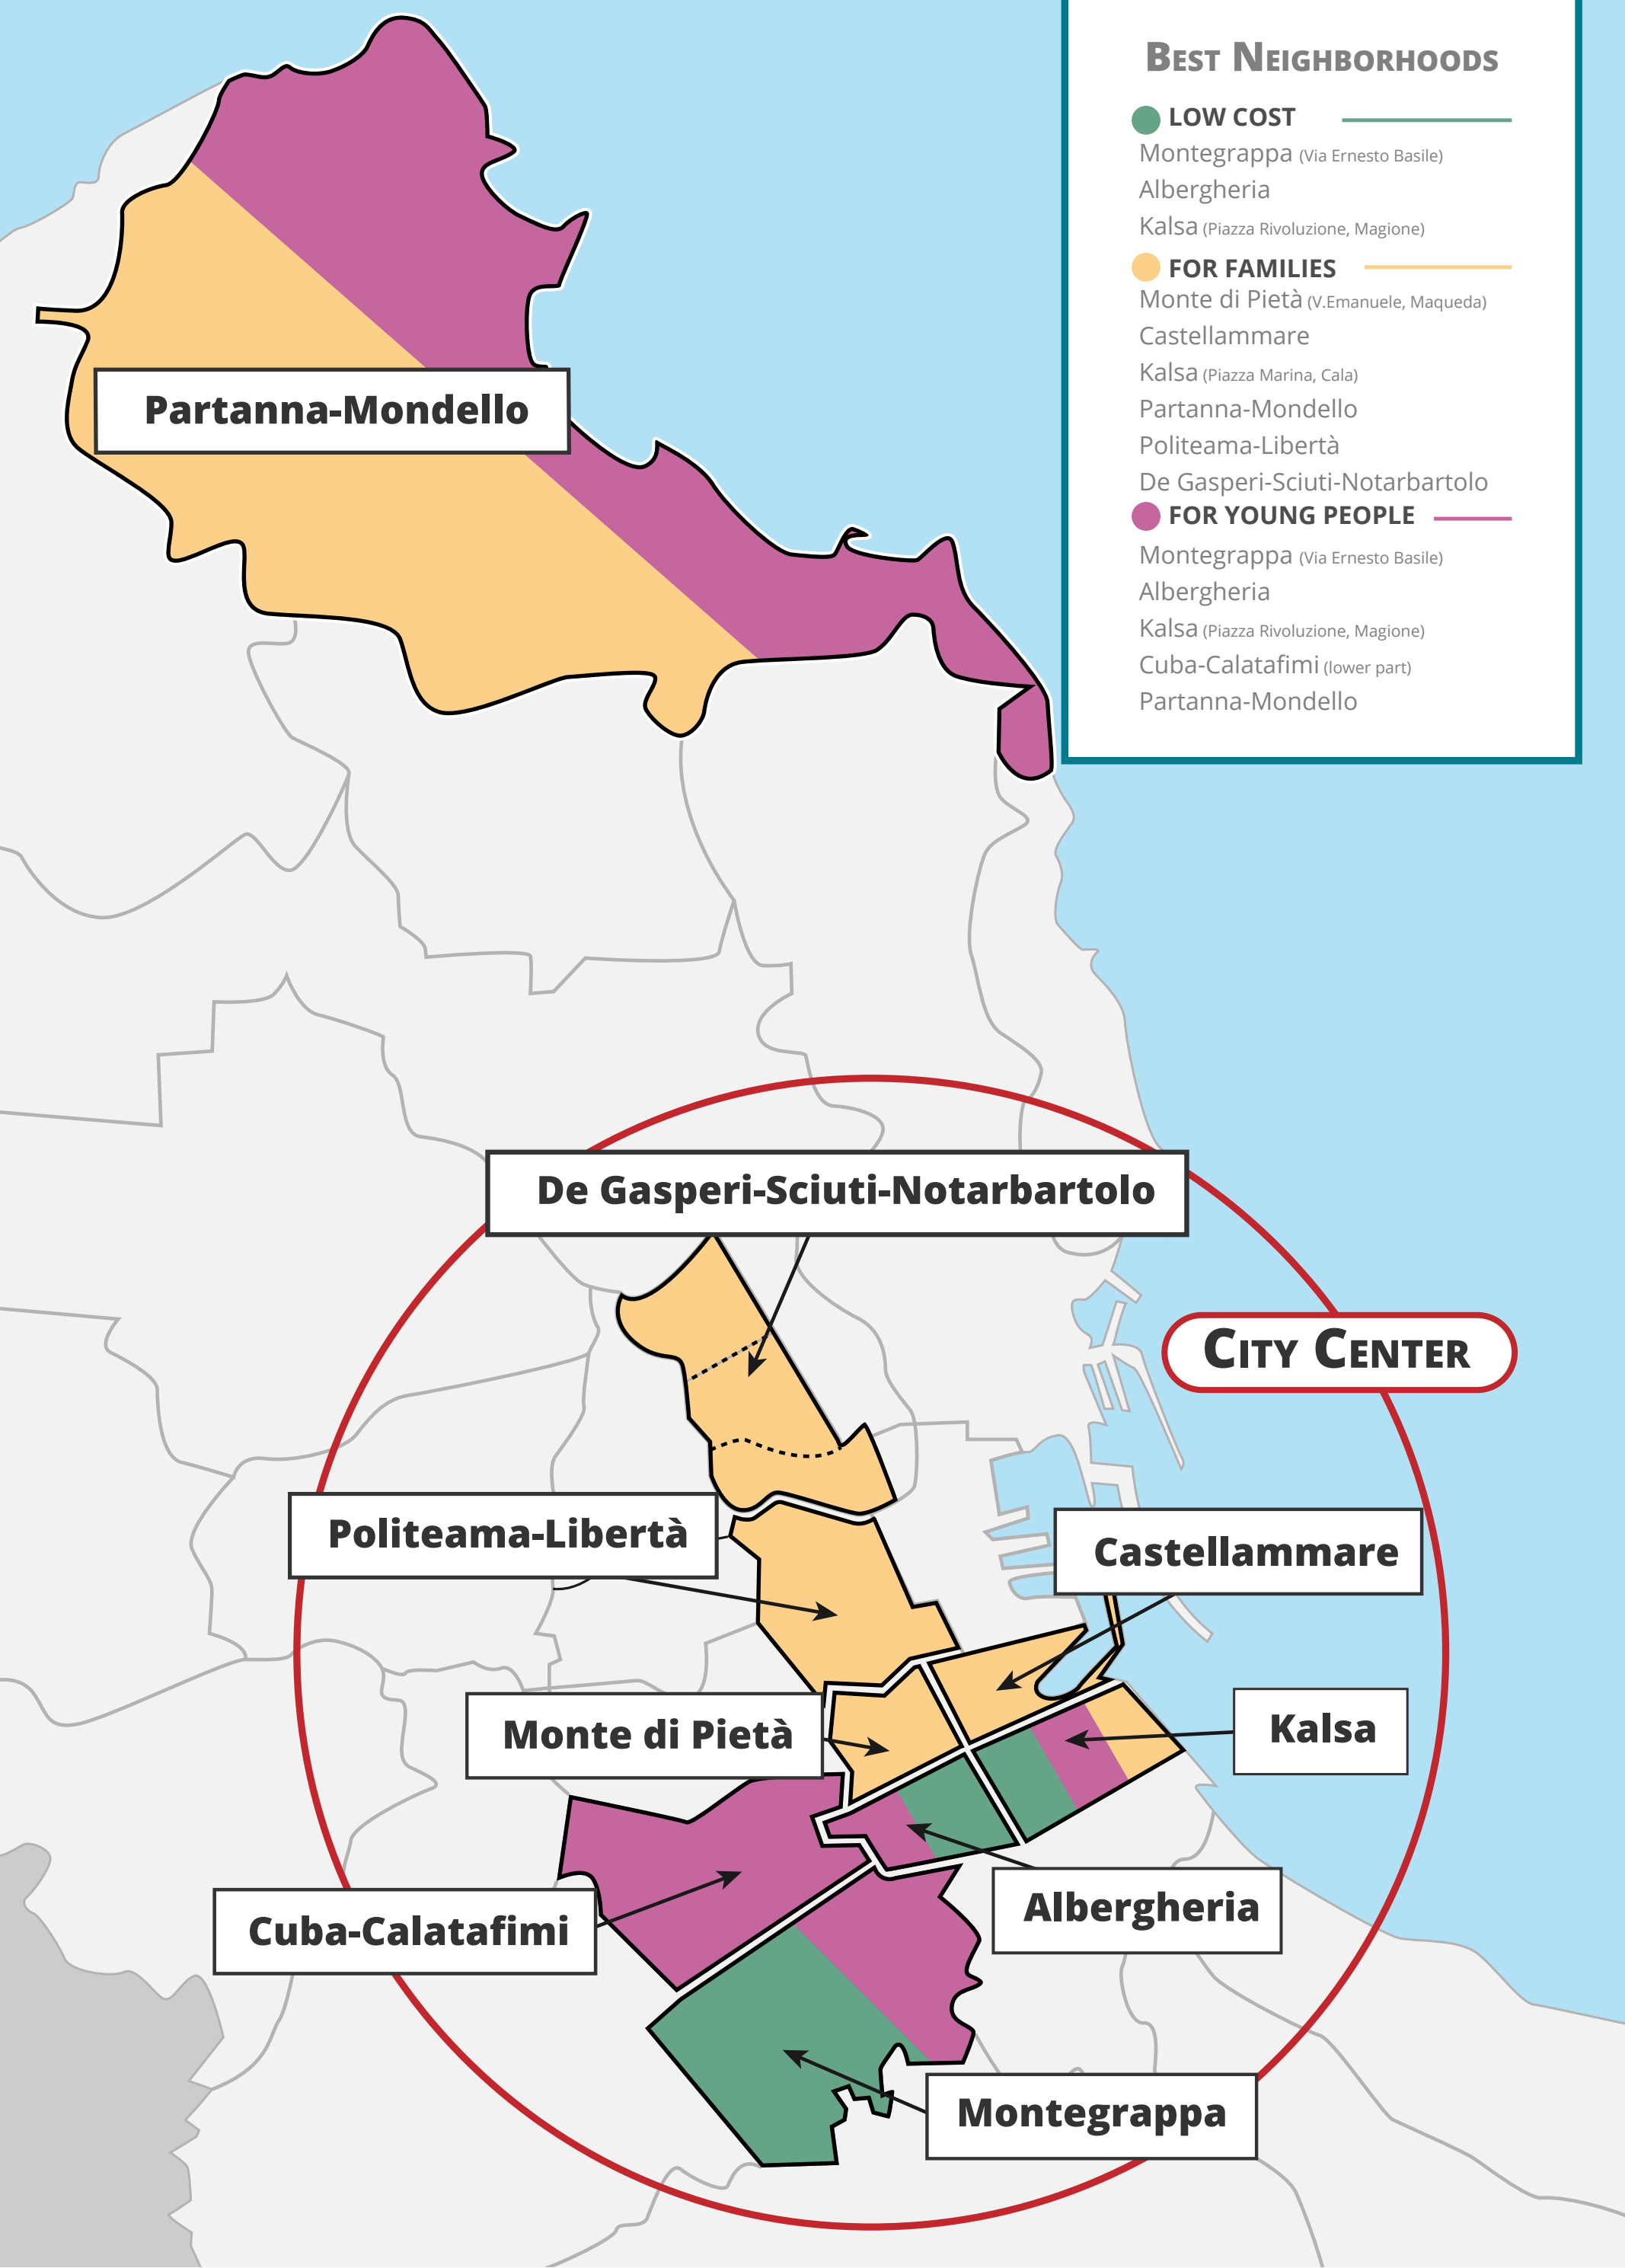 BEST NEIGHBORHOODS
LOW COST
Montegrappa (Via Ernesto Basile)
Albergheria
Kalsa (Piazza Rivoluzione, Magione)
FOR FAMILIES
Monte di Pietà (V.Emanuele, Maqueda)
Castellammare
Kalsa (Piazza Marina, Cala)
Partanna-Mondello
Politeama-Libertà
De Gasperi-Sciuti-Notarbartolo
FOR YOUNG PEOPLE
Montegrappa (Via Ernesto Basile)
Albergheria
Kalsa (Piazza Rivoluzione, Magione)
Cuba-Calatafimi (lower part)
Partanna-Mondello
Partanna-Mondello
De Gasperi-Sciuti-Notarbartolo
CITY CENTER
Politeama-Libertà
Castellammare
Monte di Pietà
Kalsa
Albergheria
Cuba-Calatafimi
Montegrappa